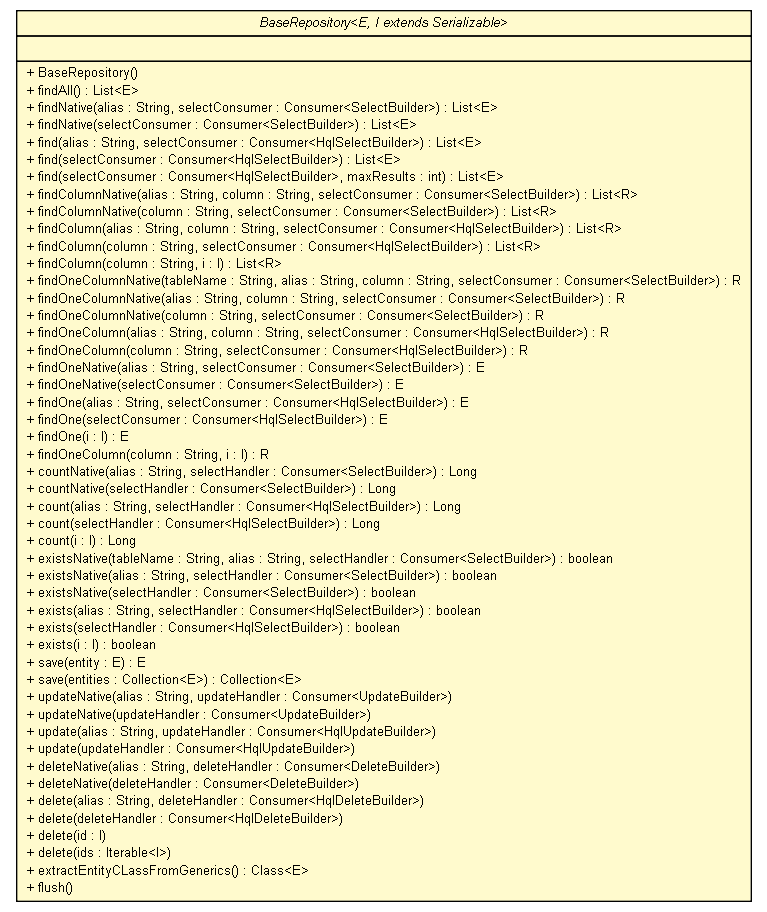 BaseRepository<E, I extends Serializable>
+ BaseRepository()
+ findAll() : List<E>
+ findNative(alias : String, selectConsumer : Consumer<SelectBuilder>) : List<E>
+ findNative(selectConsumer : Consumer<SelectBuilder>) : List<E>
+ find(alias : String, selectConsumer : Consumer<HqlSelectBuilder>) : List<E>
+ find(selectConsumer : Consumer<HqlSelectBuilder>) : List<E>
+ find(selectConsumer : Consumer<HqlSelectBuilder>, maxResults : int) : List<E>
+ findColumnNative(alias : String, column : String, selectConsumer : Consumer<SelectBuilder>) : List<R>
+ findColumnNative(column : String, selectConsumer : Consumer<SelectBuilder>) : List<R>
+ findColumn(alias : String, column : String, selectConsumer : Consumer<HqlSelectBuilder>) : List<R>
+ findColumn(column : String, selectConsumer : Consumer<HqlSelectBuilder>) : List<R>
+ findColumn(column : String, i : I) : List<R>
+ findOneColumnNative(tableName : String, alias : String, column : String, selectConsumer : Consumer<SelectBuilder>) : R
+ findOneColumnNative(alias : String, column : String, selectConsumer : Consumer<SelectBuilder>) : R
+ findOneColumnNative(column : String, selectConsumer : Consumer<SelectBuilder>) : R
+ findOneColumn(alias : String, column : String, selectConsumer : Consumer<HqlSelectBuilder>) : R
+ findOneColumn(column : String, selectConsumer : Consumer<HqlSelectBuilder>) : R
+ findOneNative(alias : String, selectConsumer : Consumer<SelectBuilder>) : E
+ findOneNative(selectConsumer : Consumer<SelectBuilder>) : E
+ findOne(alias : String, selectConsumer : Consumer<HqlSelectBuilder>) : E
+ findOne(selectConsumer : Consumer<HqlSelectBuilder>) : E
+ findOne(i : I) : E
+ findOneColumn(column : String, i : I) : R
+ countNative(alias : String, selectHandler : Consumer<SelectBuilder>) : Long
+ countNative(selectHandler : Consumer<SelectBuilder>) : Long
+ count(alias : String, selectHandler : Consumer<HqlSelectBuilder>) : Long
+ count(selectHandler : Consumer<HqlSelectBuilder>) : Long
+ count(i : I) : Long
+ existsNative(tableName : String, alias : String, selectHandler : Consumer<SelectBuilder>) : boolean
+ existsNative(alias : String, selectHandler : Consumer<SelectBuilder>) : boolean
+ existsNative(selectHandler : Consumer<SelectBuilder>) : boolean
+ exists(alias : String, selectHandler : Consumer<HqlSelectBuilder>) : boolean
+ exists(selectHandler : Consumer<HqlSelectBuilder>) : boolean
+ exists(i : I) : boolean
+ save(entity : E) : E
+ save(entities : Collection<E>) : Collection<E>
+ updateNative(alias : String, updateHandler : Consumer<UpdateBuilder>)
+ updateNative(updateHandler : Consumer<UpdateBuilder>)
+ update(alias : String, updateHandler : Consumer<HqlUpdateBuilder>)
+ update(updateHandler : Consumer<HqlUpdateBuilder>)
+ deleteNative(alias : String, deleteHandler : Consumer<DeleteBuilder>)
+ deleteNative(deleteHandler : Consumer<DeleteBuilder>)
+ delete(alias : String, deleteHandler : Consumer<HqlDeleteBuilder>)
+ delete(deleteHandler : Consumer<HqlDeleteBuilder>)
+ delete(id : I)
+ delete(ids : Iterable<I>)
+ extractEntityCLassFromGenerics() : Class<E>
+ flush()